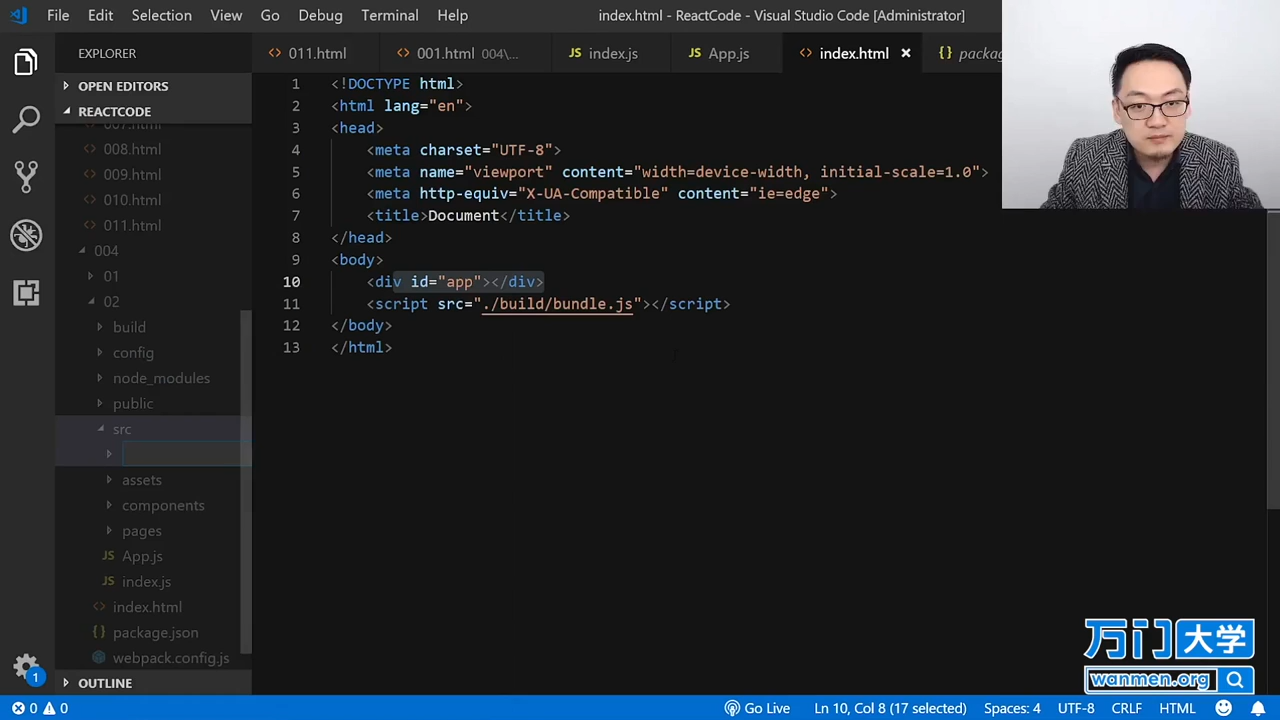 File Edit Selection View Go Debug Terminal Help
index.html - ReactCode - Visual Studio Code [Administrator]
EXPLORER
011.html
001.html 004\...
index.js
App.js
index.html
OPEN EDITORS
REACTCODE
007.html
008.html
009.html
010.html
011.html
004
01
02
build
config
node_modules
public
src
assets
components
pages
App.js
index.js
index.html
package.json
webpack.config.js
OUTLINE
1 <!DOCTYPE html>
2 <html lang="en">
3 <head>
4 <meta charset="UTF-8">
5 <meta name="viewport" content="width=device-width, initial-scale=1.0">
6 <meta http-equiv="X-UA-Compatible" content="ie=edge">
7 <title>Document</title>
8 </head>
9 <body>
10 <div id="app"></div>
11 <script src="./build/bundle.js"></script>
12 </body>
13 </html>
万门大学
wanmen.org
1
0 0
Go Live
Ln 10, Col 8 (17 selected)
Spaces: 4
UTF-8
CRLF
HTML